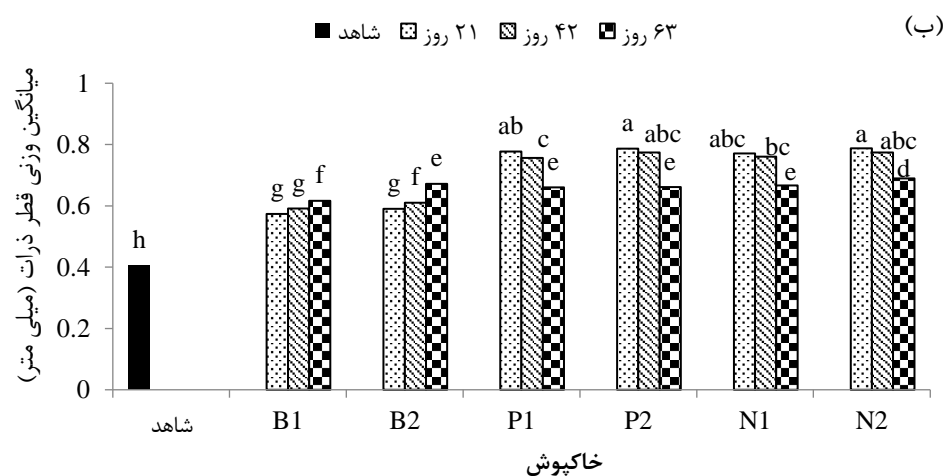 (ب)
شاهد ۲۱ روز ۴۲ روز ۶۳ روز
میانگین وزنی قطر ذرات (میلی متر)
1
0.8
0.6
0.4
0.2
0
h
g g f
g f e
ab c e
a abc e
abc bc e
a abc d
شاهد B1 B2 P1 P2 N1 N2
خاکپوش